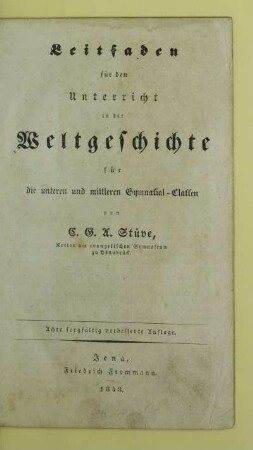 Leitfaden
für den
Unterricht
in der
Weltgeschichte
für
die unteren und mittleren Gymnasial-Classen
von
C. G. A. Stüve,
Rector des evangelischen Gymnasium
zu Osnabrück
Achte sorgfältig verbesserte Auflage.
Jena,
Friedrich Frommann.